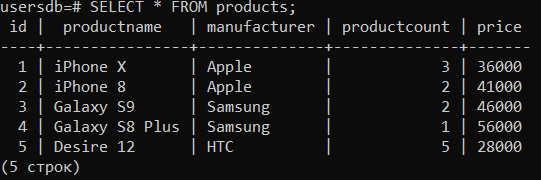 usersdb=# SELECT * FROM products;
 id |  productname   | manufacturer | productcount | price
----+----------------+--------------+--------------+-------
  1 | iPhone X       | Apple        |            3 | 36000
  2 | iPhone 8       | Apple        |            2 | 41000
  3 | Galaxy S9      | Samsung      |            2 | 46000
  4 | Galaxy S8 Plus | Samsung      |            1 | 56000
  5 | Desire 12      | HTC          |            5 | 28000
(5 строк)